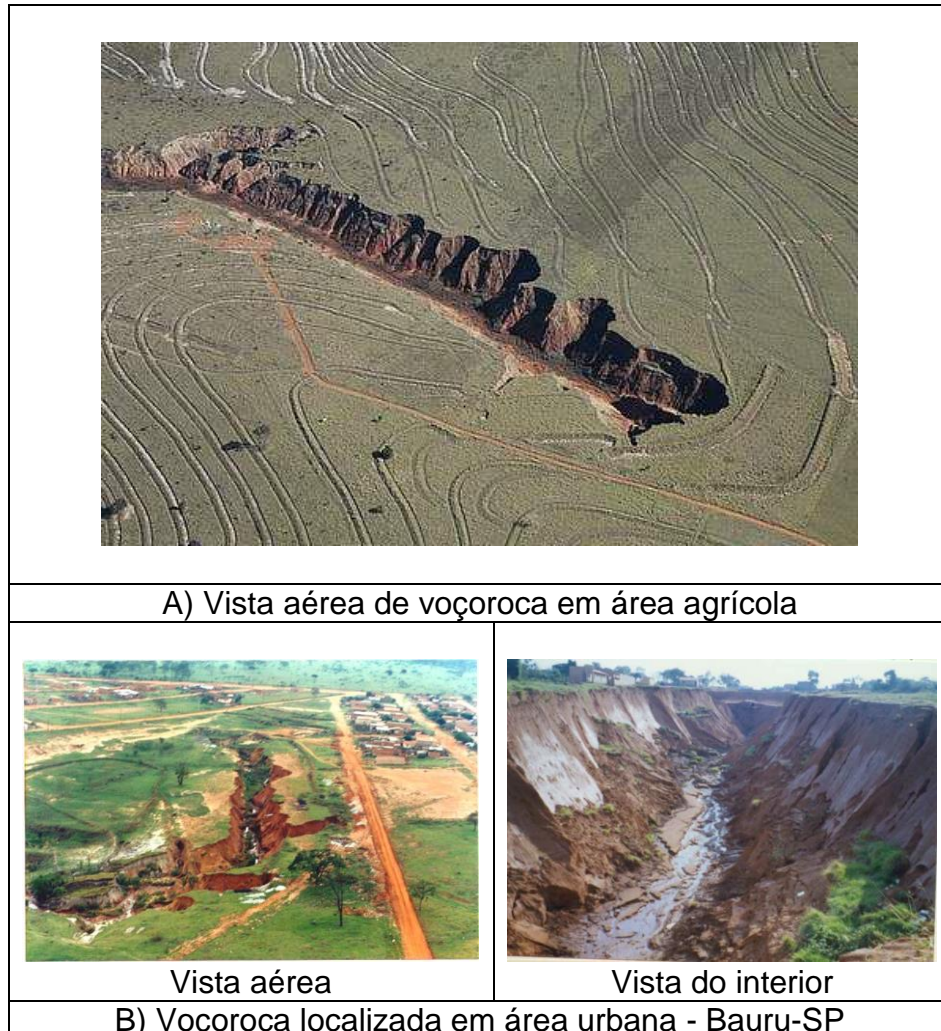 A) Vista aérea de voçoroca em área agrícola
Vista aérea
Vista do interior
B) Voçoroca localizada em área urbana - Bauru-SP